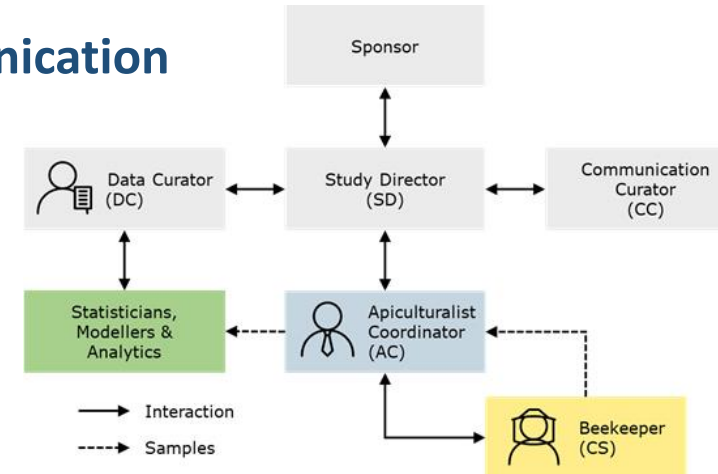 nication
Sponsor
Data Curator
(DC)
Study Director
(SD)
Communication
Curator
(CC)
Statisticians,
Modellers &
Analytics
Apiculturalist
Coordinator
(AC)
Interaction
Samples
Beekeeper
(CS)